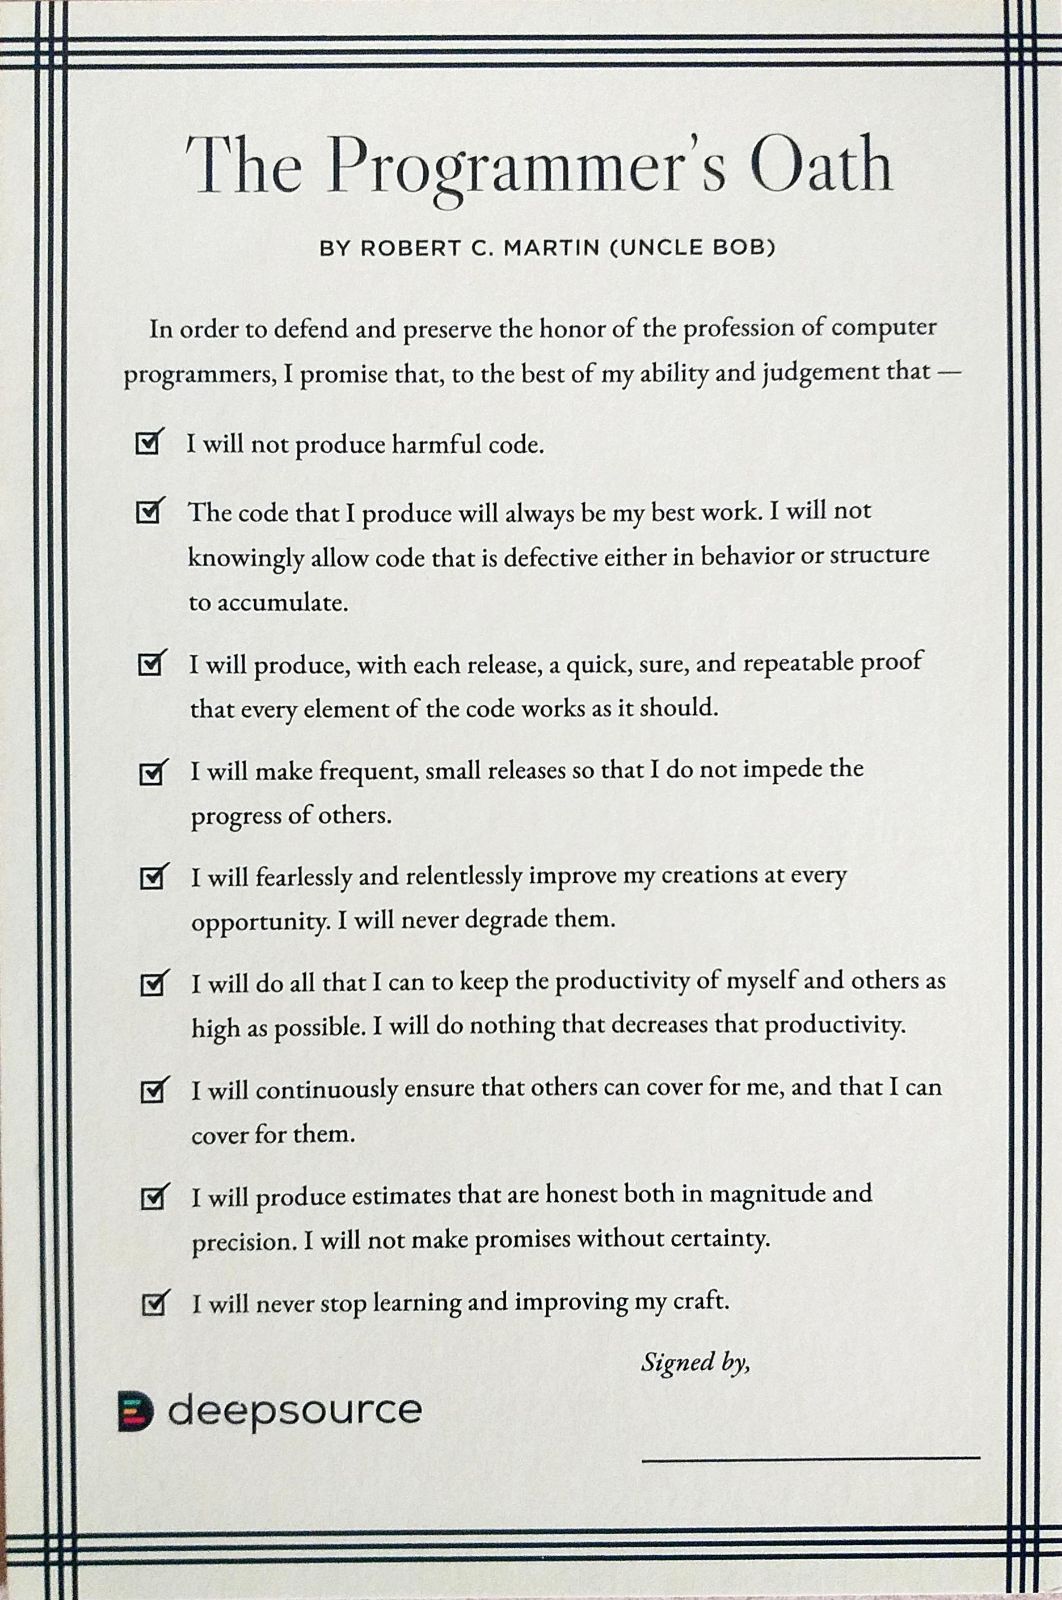 The Programmer's Oath
BY ROBERT C. MARTIN (UNCLE BOB)
In order to defend and preserve the honor of the profession of computer
programmers, I promise that, to the best of my ability and judgement that —
I will not produce harmful code.
The code that I produce will always be my best work. I will not
knowingly allow code that is defective either in behavior or structure
to accumulate.
I will produce, with each release, a quick, sure, and repeatable proof
that every element of the code works as it should.
I will make frequent, small releases so that I do not impede the
progress of others.
I will fearlessly and relentlessly improve my creations at every
opportunity. I will never degrade them.
I will do all that I can to keep the productivity of myself and others as
high as possible. I will do nothing that decreases that productivity.
I will continuously ensure that others can cover for me, and that I can
cover for them.
I will produce estimates that are honest both in magnitude and
precision. I will not make promises without certainty.
I will never stop learning and improving my craft.
Signed by,
deepsource